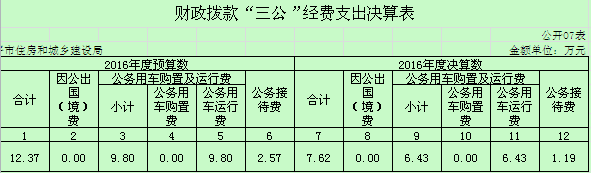 财政拨款“三公”经费支出决算表
公开07表
市住房和城乡建设局 金额单位：万元
2016年度预算数 2016年度决算数
合计 因公出国（境）费 公务用车购置及运行费 公务接待费 合计 因公出国（境）费 公务用车购置及运行费 公务接待费
小计 公务用车购置费 公务用车运行费 小计 公务用车购置费 公务用车运行费
1 2 3 4 5 6 7 8 9 10 11 12
12.37 0.00 9.80 0.00 9.80 2.57 7.62 0.00 6.43 0.00 6.43 1.19